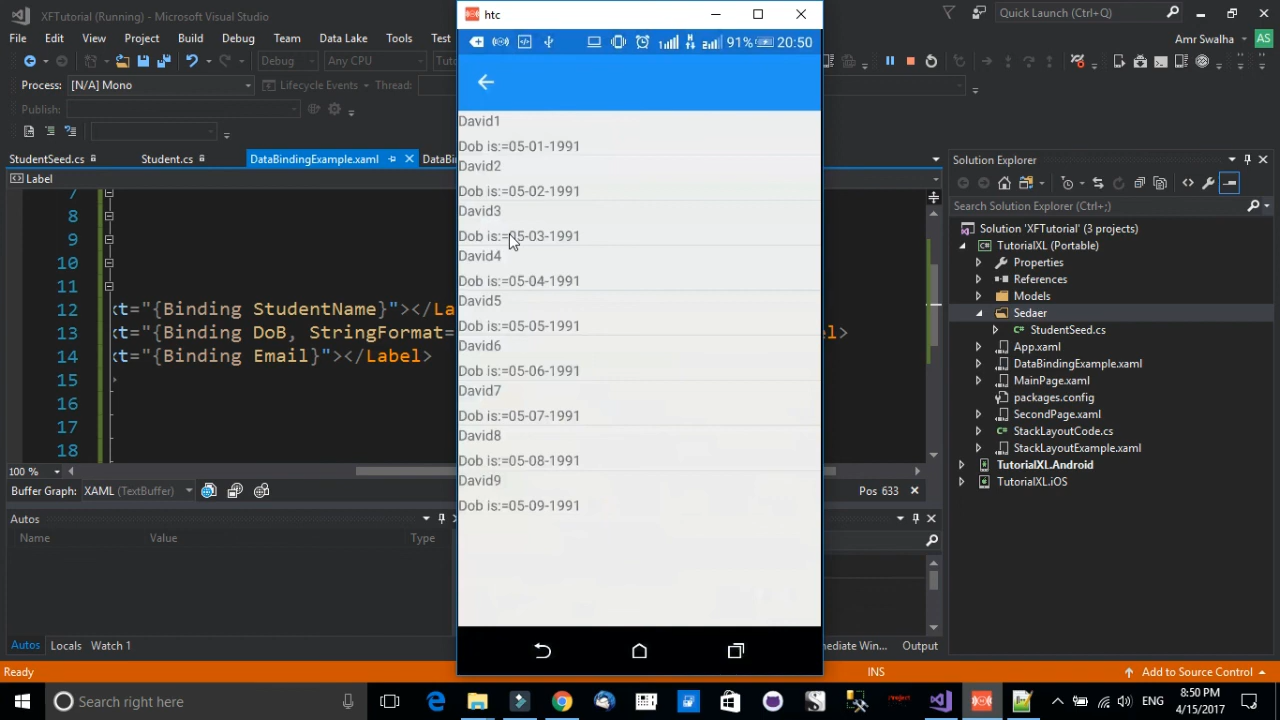 XFTutorial (Running) - Microsoft Visual Studio
htc
Quick Launch (Ctrl+Q)
File Edit View Project Build Debug Team Data Lake Tools Test
Amr Swalha AS
91% 20:50
Debug Any CPU
Process: [N/A] Mono Lifecycle Events Thread:
Publish:
StudentSeed.cs Student.cs DataBindingExample.xaml DataBi
Label
David1
Dob is:=05-01-1991
David2
Dob is:=05-02-1991
David3
Dob is:=05-03-1991
David4
Dob is:=05-04-1991
David5
Dob is:=05-05-1991
David6
Dob is:=05-06-1991
David7
Dob is:=05-07-1991
David8
Dob is:=05-08-1991
David9
Dob is:=05-09-1991
7
8
9
10
11
12 xt="{Binding StudentName}"></La
13 xt="{Binding DoB, StringFormat= el>
14 xt="{Binding Email}"></Label>
15
16
17
18
100 %
Buffer Graph: XAML (TextBuffer) Pos 633
Autos
Name Value Type
Autos Locals Watch 1
mediate Win... Output
Solution Explorer
Search Solution Explorer (Ctrl+;)
Solution 'XFTutorial' (3 projects)
TutorialXL (Portable)
Properties
References
Models
Sedaer
StudentSeed.cs
App.xaml
DataBindingExample.xaml
MainPage.xaml
packages.config
SecondPage.xaml
StackLayoutCode.cs
StackLayoutExample.xaml
TutorialXL.Android
TutorialXL.iOS
Ready INS Add to Source Control
Search right here
ENG
8:50 PM
4/15/2017